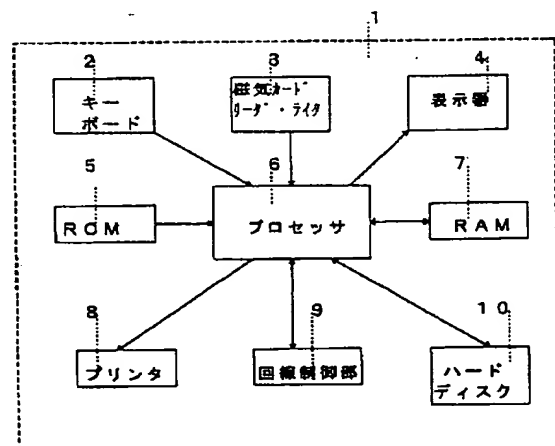 1
2
3
4
キー
ボード
磁気カード
リーダ・ライタ
表示器
5
6
7
ROM
プロセッサ
RAM
8
9
10
プリンタ
回線制御部
ハード
ディスク